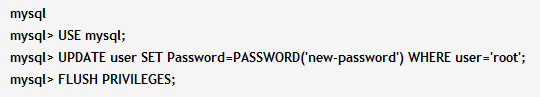 mysql
mysql> USE mysql;
mysql> UPDATE user SET Password=PASSWORD('new-password') WHERE user='root';
mysql> FLUSH PRIVILEGES;